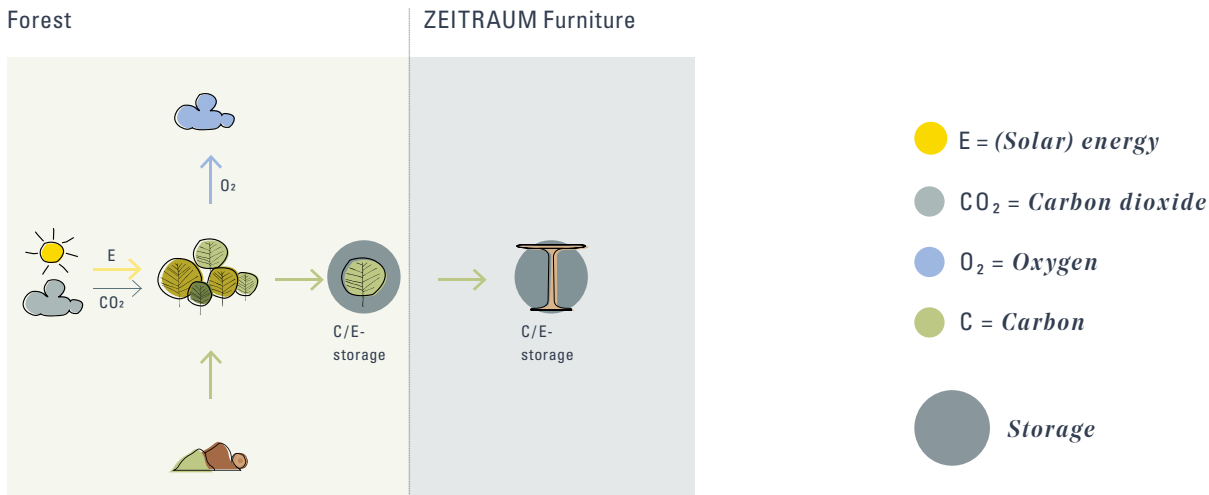 Forest
ZEITRAUM Furniture
O₂
E
CO₂
C/E-
storage
C/E-
storage
E = (Solar) energy
CO₂ = Carbon dioxide
O₂ = Oxygen
C = Carbon
Storage